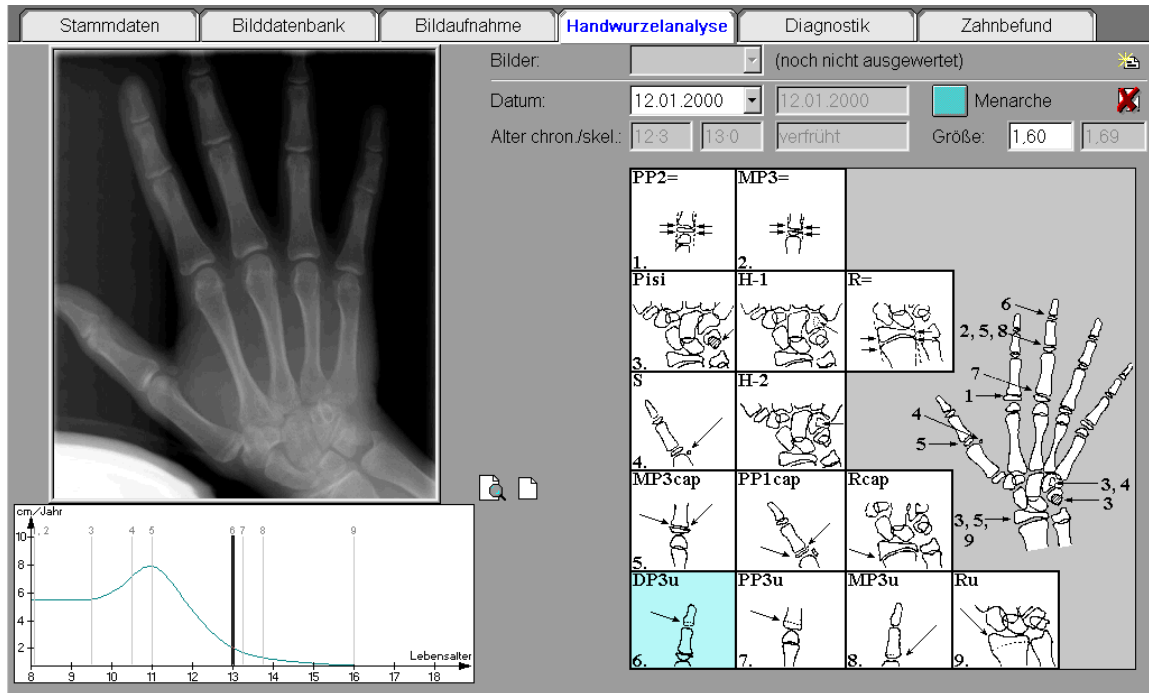 Stammdaten Bilddatenbank Bildaufnahme Handwurzelanalyse Diagnostik Zahnbefund
Bilder: (noch nicht ausgewertet)
Datum: 12.01.2000 12.01.2000 Menarche
Alter chron./skel.: 12·3 13·0 verfrüht Größe: 1,60 1,69
PP2= MP3=
1. 2.
Pisi H-1 R=
3.
S H-2
4.
MP3cap PP1cap Rcap
5.
DP3u PP3u MP3u Ru
6. 7. 8. 9.
6
2, 5, 8
7
1
4
5
3, 4
3
3, 5,
9
cm/Jahr
1, 2 3 4 5 6 7 8 9
10
8
6
4
2
Lebensalter
8 9 10 11 12 13 14 15 16 17 18